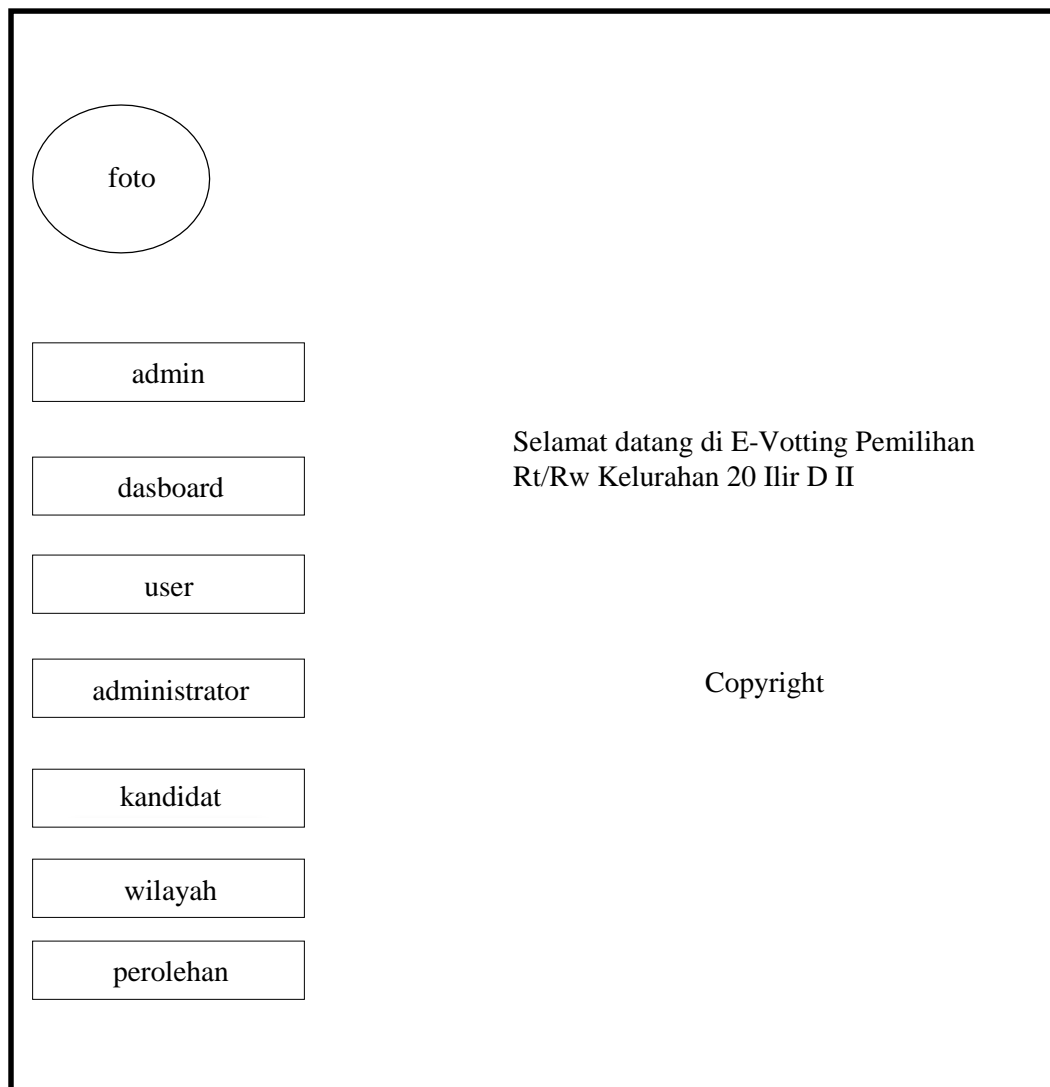 foto
admin
dasboard
user
administrator
kandidat
wilayah
perolehan
Selamat datang di E-Votting Pemilihan
Rt/Rw Kelurahan 20 Ilir D II
Copyright